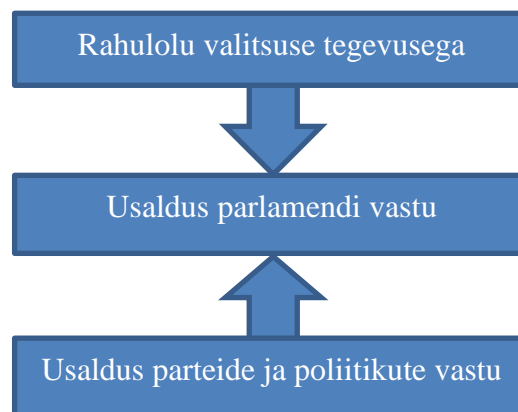 Rahulolu valitsuse tegevusega
Usaldus parlamendi vastu
Usaldus parteide ja poliitikute vastu